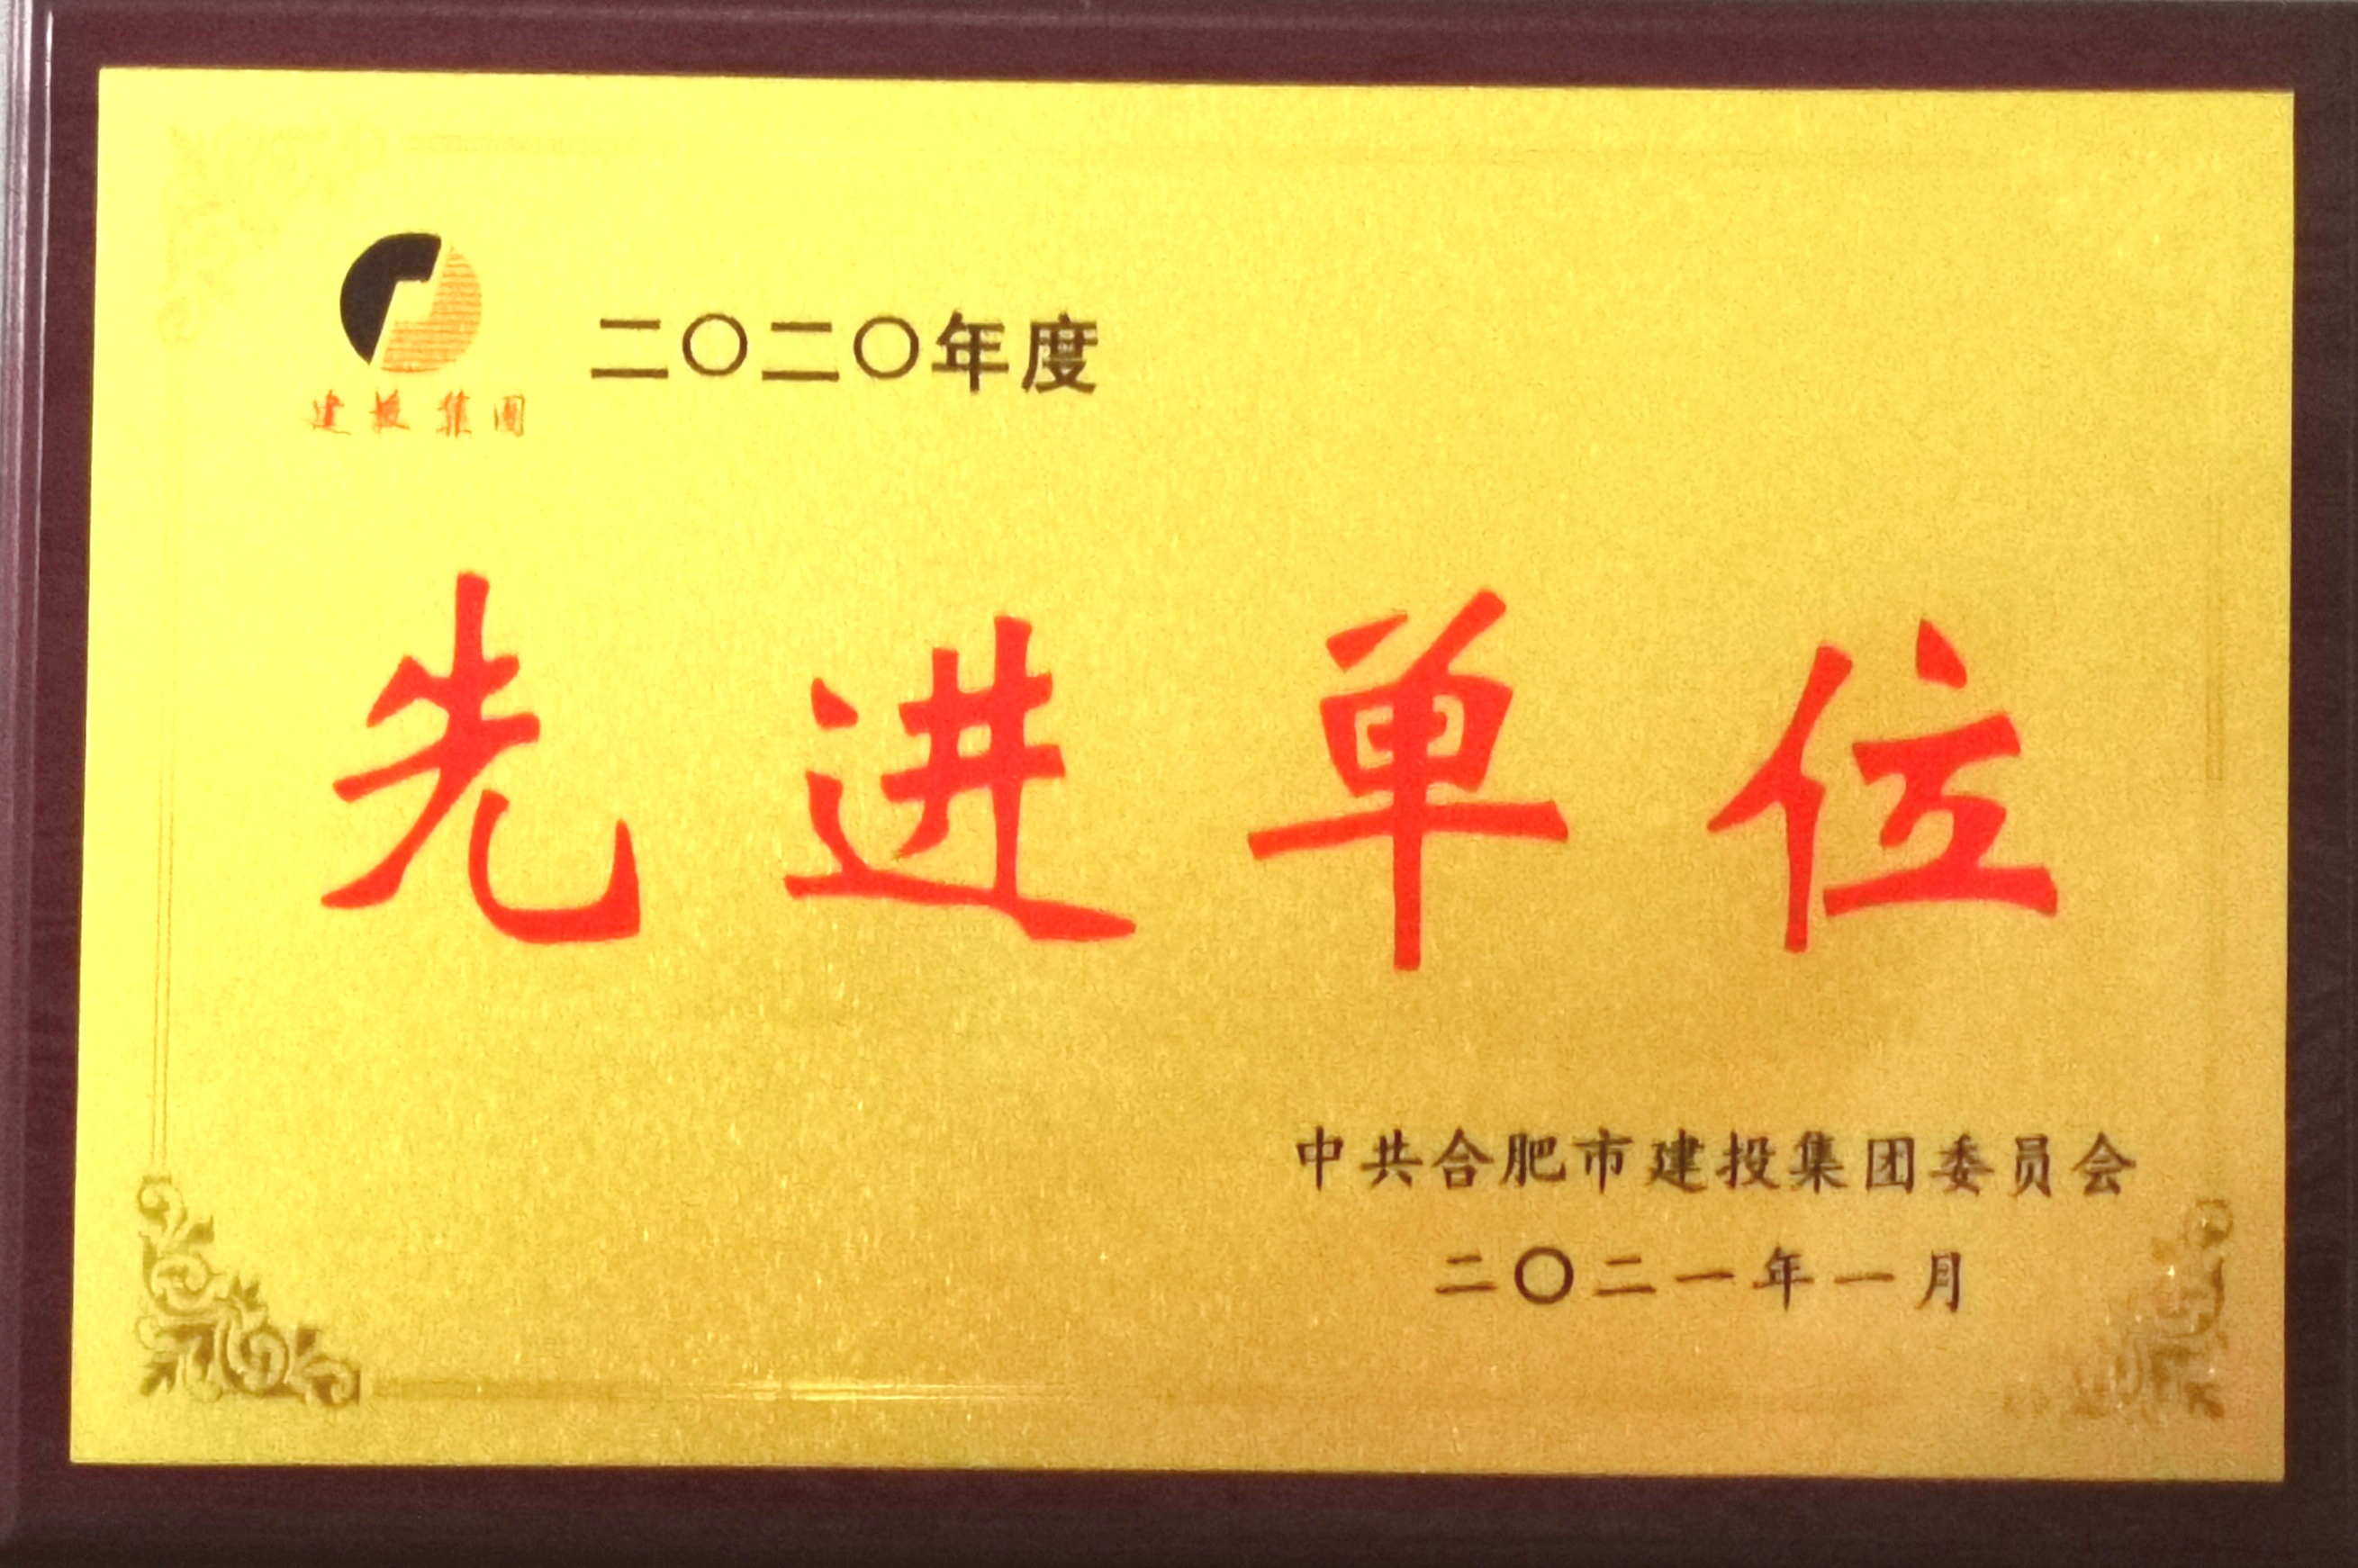 二〇二〇年度
建投集团
先进单位
中共合肥市建投集团委员会
二〇二一年一月